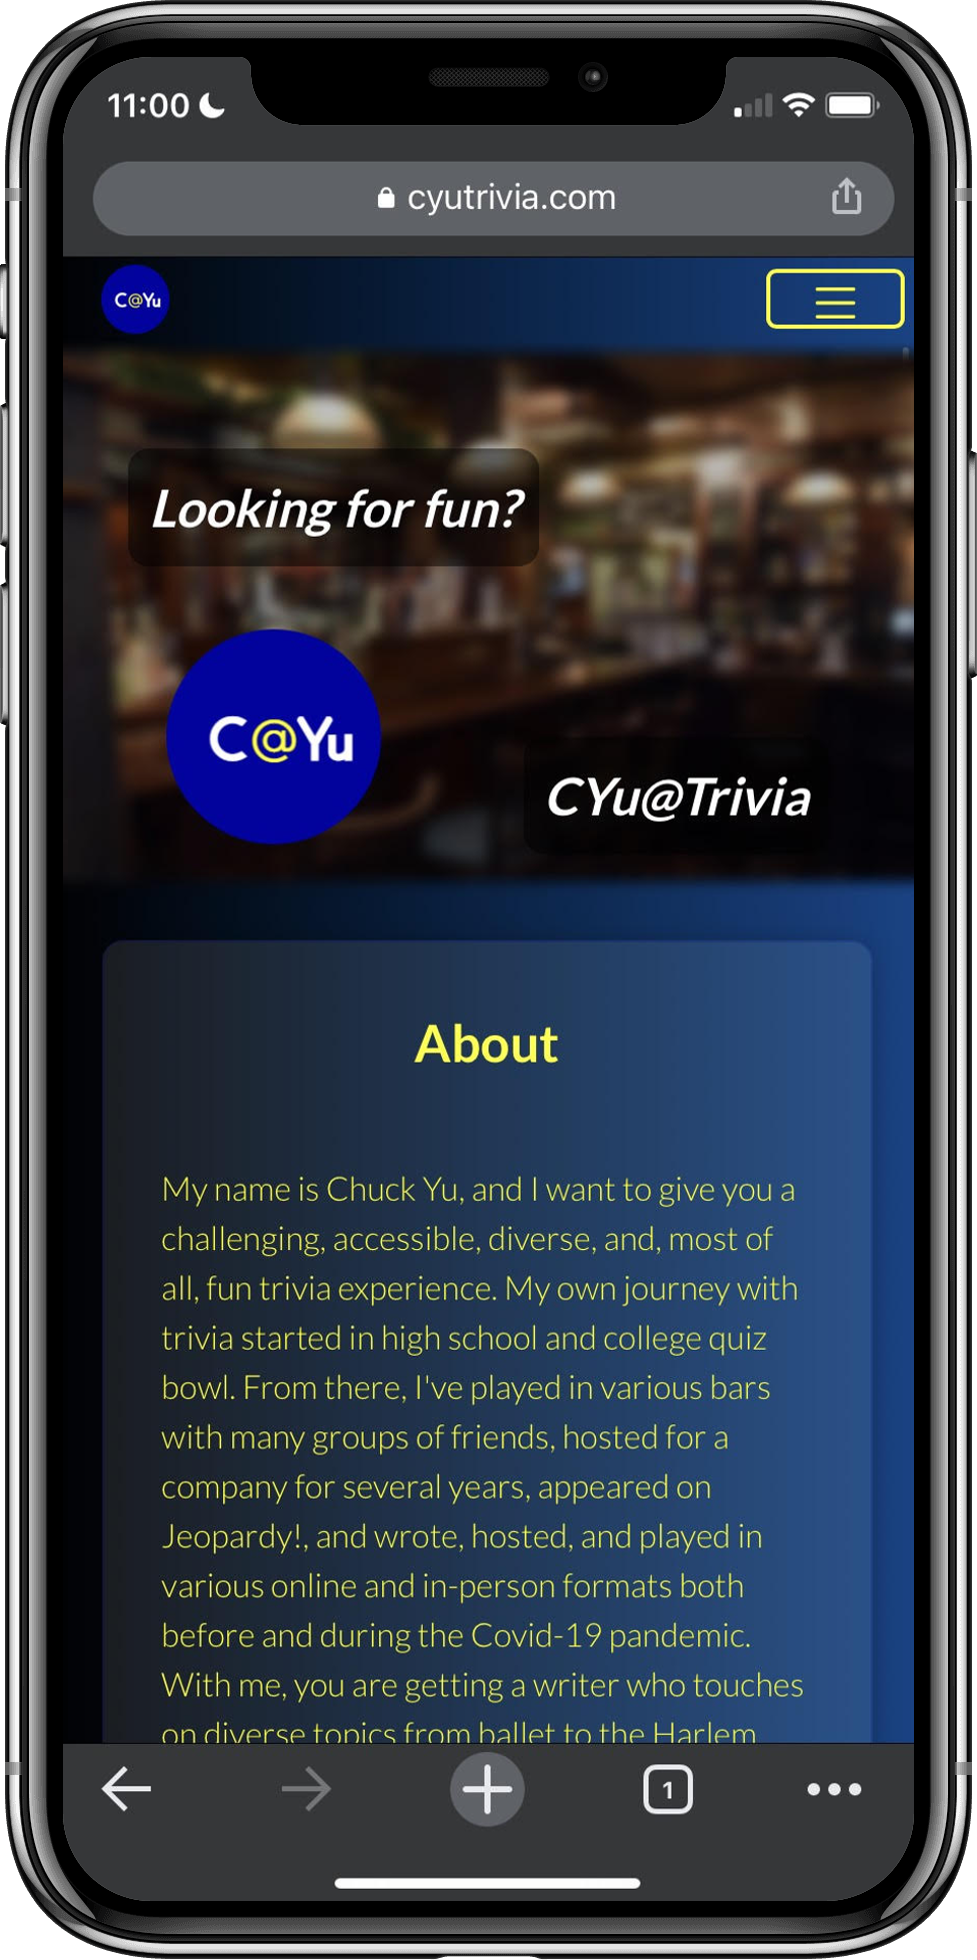 11:00
cyutrivia.com
C@Yu
Looking for fun?
C@Yu
CYu@Trivia
About
My name is Chuck Yu, and I want to give you a
challenging, accessible, diverse, and, most of
all, fun trivia experience. My own journey with
trivia started in high school and college quiz
bowl. From there, I've played in various bars
with many groups of friends, hosted for a
company for several years, appeared on
Jeopardy!, and wrote, hosted, and played in
various online and in-person formats both
before and during the Covid-19 pandemic.
With me, you are getting a writer who touches
on diverse topics from ballet to the Harlem
1